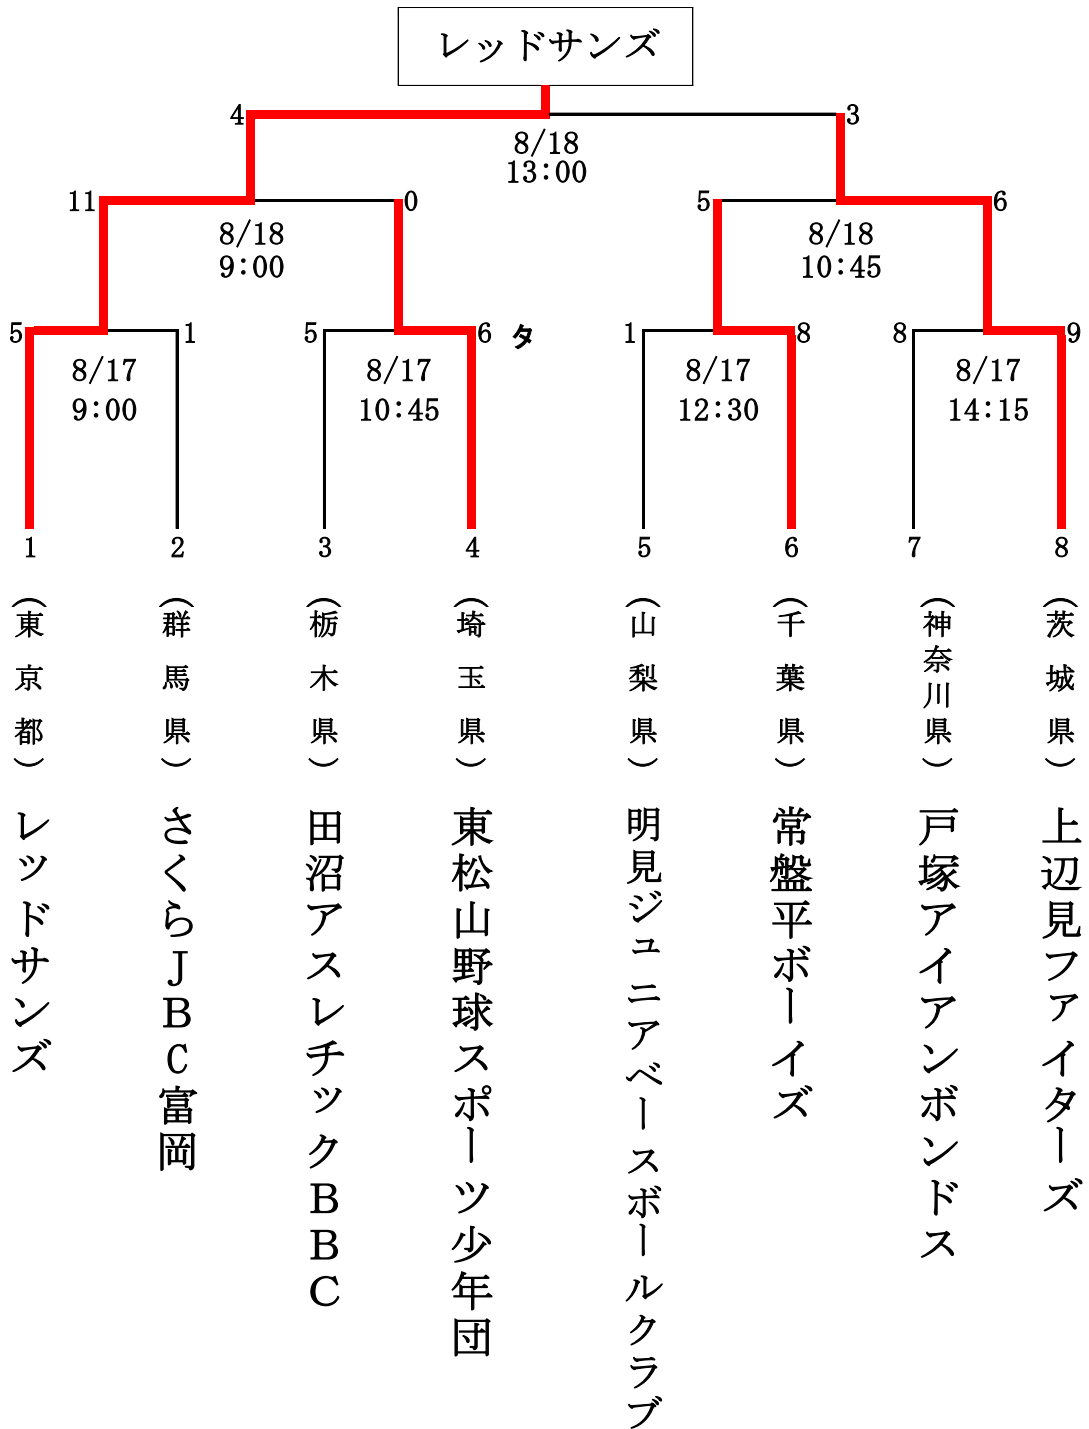 レッドサンズ
4
3
8/18
13:00
11
0
5
6
8/18
9:00
8/18
10:45
5
1
5
6
タ
1
8
8
9
8/17
9:00
8/17
10:45
8/17
12:30
8/17
14:15
1
2
3
4
5
6
7
8
（東京都）
（群馬県）
（栃木県）
（埼玉県）
（山梨県）
（千葉県）
（神奈川県）
（茨城県）
レッドサンズ
さくらＪＢＣ富岡
田沼アスレチックＢＢＣ
東松山野球スポーツ少年団
明見ジュニアベースボールクラブ
常盤平ボーイズ
戸塚アイアンボンドス
上辺見ファイターズ